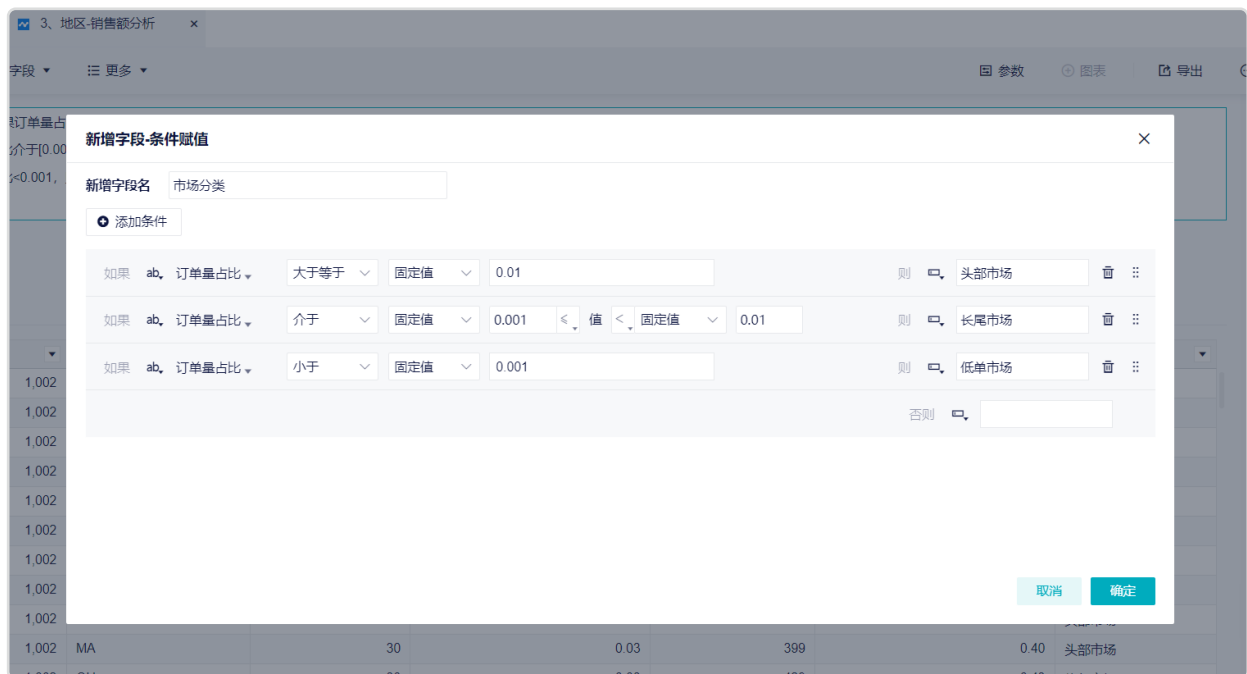 3、地区-销售额分析 ×
字段 更多 参数 图表 导出
订单量占
介于[0.00
<0.001,
新增字段-条件赋值
新增字段名 市场分类
添加条件
如果 ab 订单量占比 大于等于 固定值 0.01 则 头部市场
如果 ab 订单量占比 介于 固定值 0.001 ≤ 值 < 固定值 0.01 则 长尾市场
如果 ab 订单量占比 小于 固定值 0.001 则 低单市场
否则
1,002
1,002
1,002
1,002
1,002
1,002
1,002
1,002
取消 确定
1,002
1,002 MA 30 0.03 399 0.40 头部市场